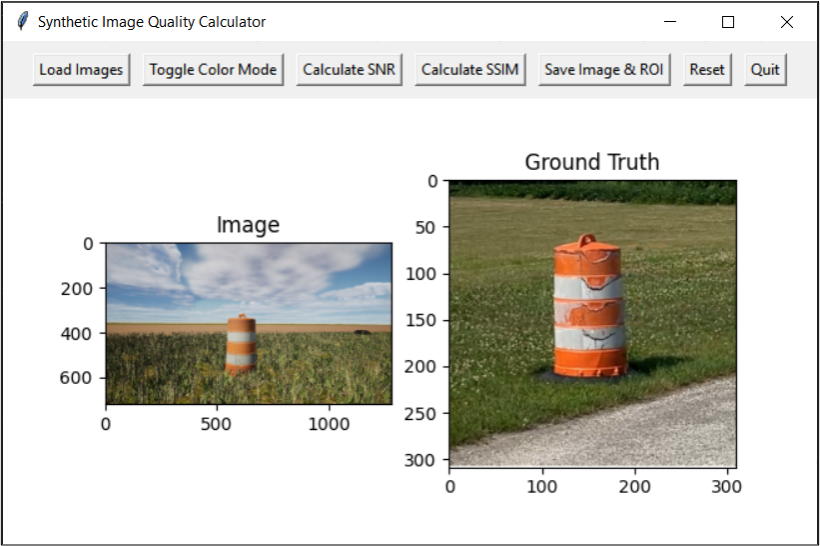 Synthetic Image Quality Calculator
Load Images Toggle Color Mode Calculate SNR Calculate SSIM Save Image & ROI Reset Quit
Image
0
200
400
600
0 500 1000
Ground Truth
0
50
100
150
200
250
300
0 100 200 300